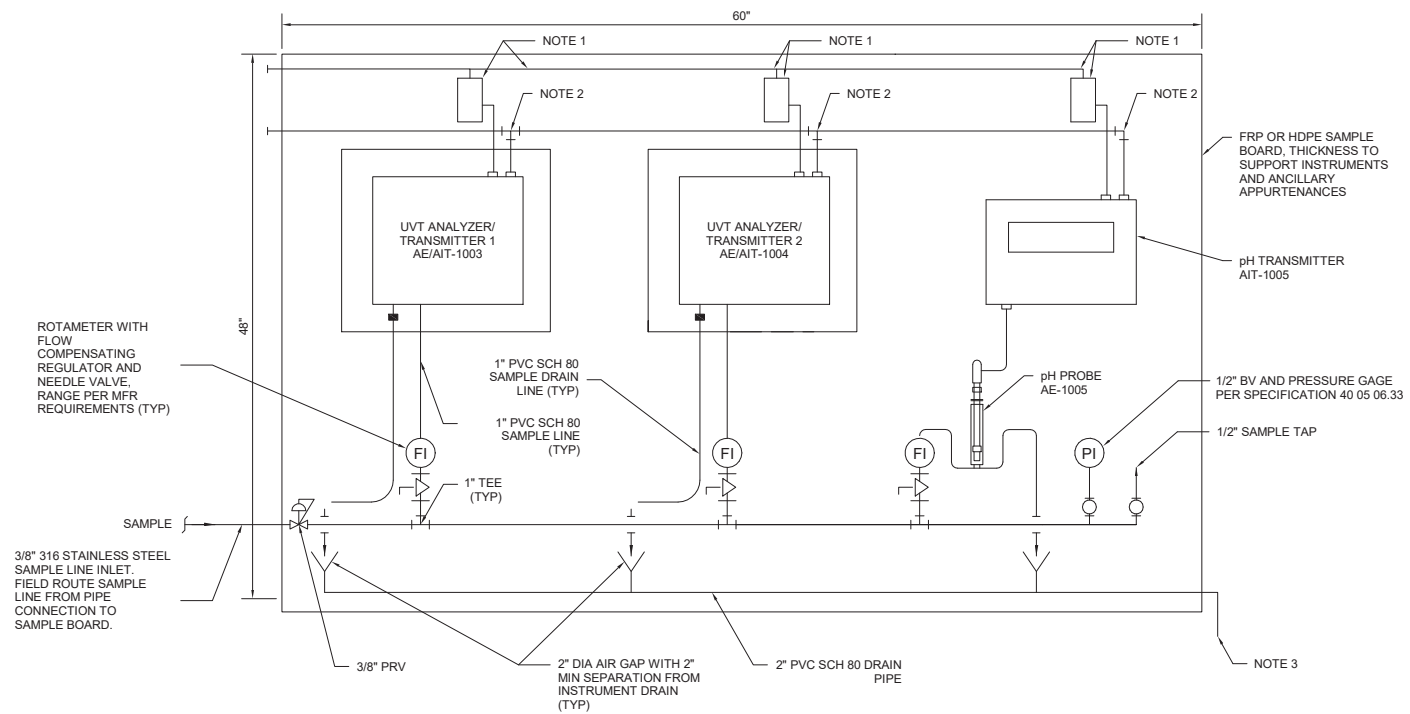 60"
NOTE 1
NOTE 1
NOTE 1
NOTE 2
NOTE 2
NOTE 2
FRP OR HDPE SAMPLE
BOARD, THICKNESS TO
SUPPORT INSTRUMENTS
AND ANCILLARY
APPURTENANCES
UVT ANALYZER/
TRANSMITTER 1
AE/AIT-1003
UVT ANALYZER/
TRANSMITTER 2
AE/AIT-1004
pH TRANSMITTER
AIT-1005
48"
ROTAMETER WITH
FLOW
COMPENSATING
REGULATOR AND
NEEDLE VALVE,
RANGE PER MFR
REQUIREMENTS (TYP)
1" PVC SCH 80
SAMPLE DRAIN
LINE (TYP)
1" PVC SCH 80
SAMPLE LINE
(TYP)
pH PROBE
AE-1005
1/2" BV AND PRESSURE GAGE
PER SPECIFICATION 40 05 06.33
1/2" SAMPLE TAP
FI
FI
FI
PI
1" TEE
(TYP)
SAMPLE
3/8" 316 STAINLESS STEEL
SAMPLE LINE INLET.
FIELD ROUTE SAMPLE
LINE FROM PIPE
CONNECTION TO
SAMPLE BOARD.
3/8" PRV
2" DIA AIR GAP WITH 2"
MIN SEPARATION FROM
INSTRUMENT DRAIN
(TYP)
2" PVC SCH 80 DRAIN
PIPE
NOTE 3